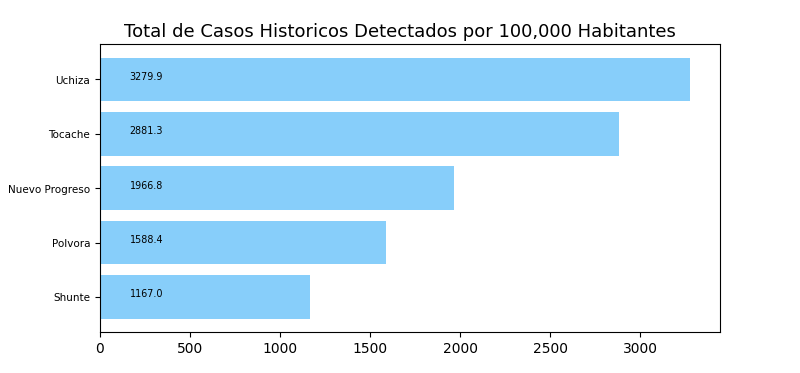 Total de Casos Historicos Detectados por 100,000 Habitantes
Uchiza 3279.9
Tocache 2881.3
Nuevo Progreso 1966.8
Polvora 1588.4
Shunte 1167.0
0 500 1000 1500 2000 2500 3000